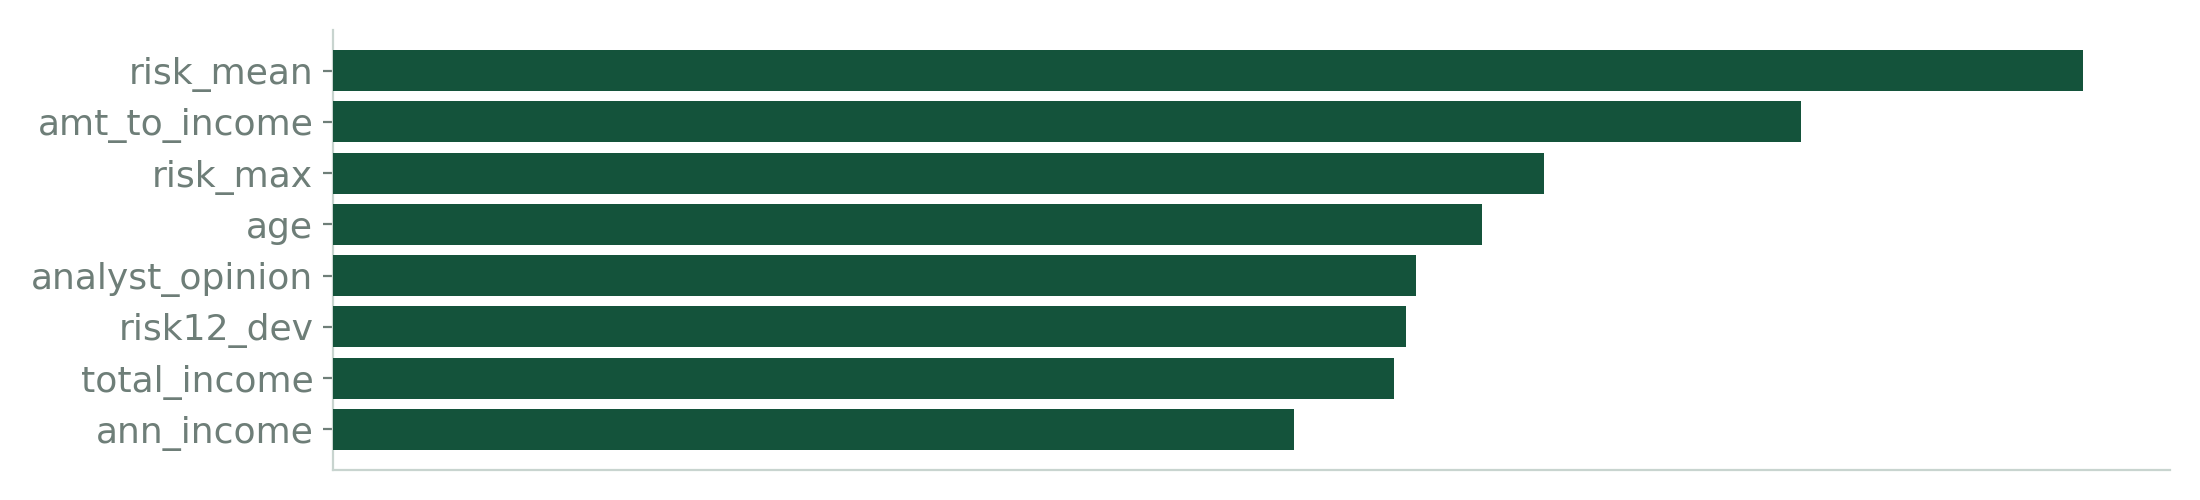 risk_mean
amt_to_income
risk_max
age
analyst_opinion
risk12_dev
total_income
ann_income